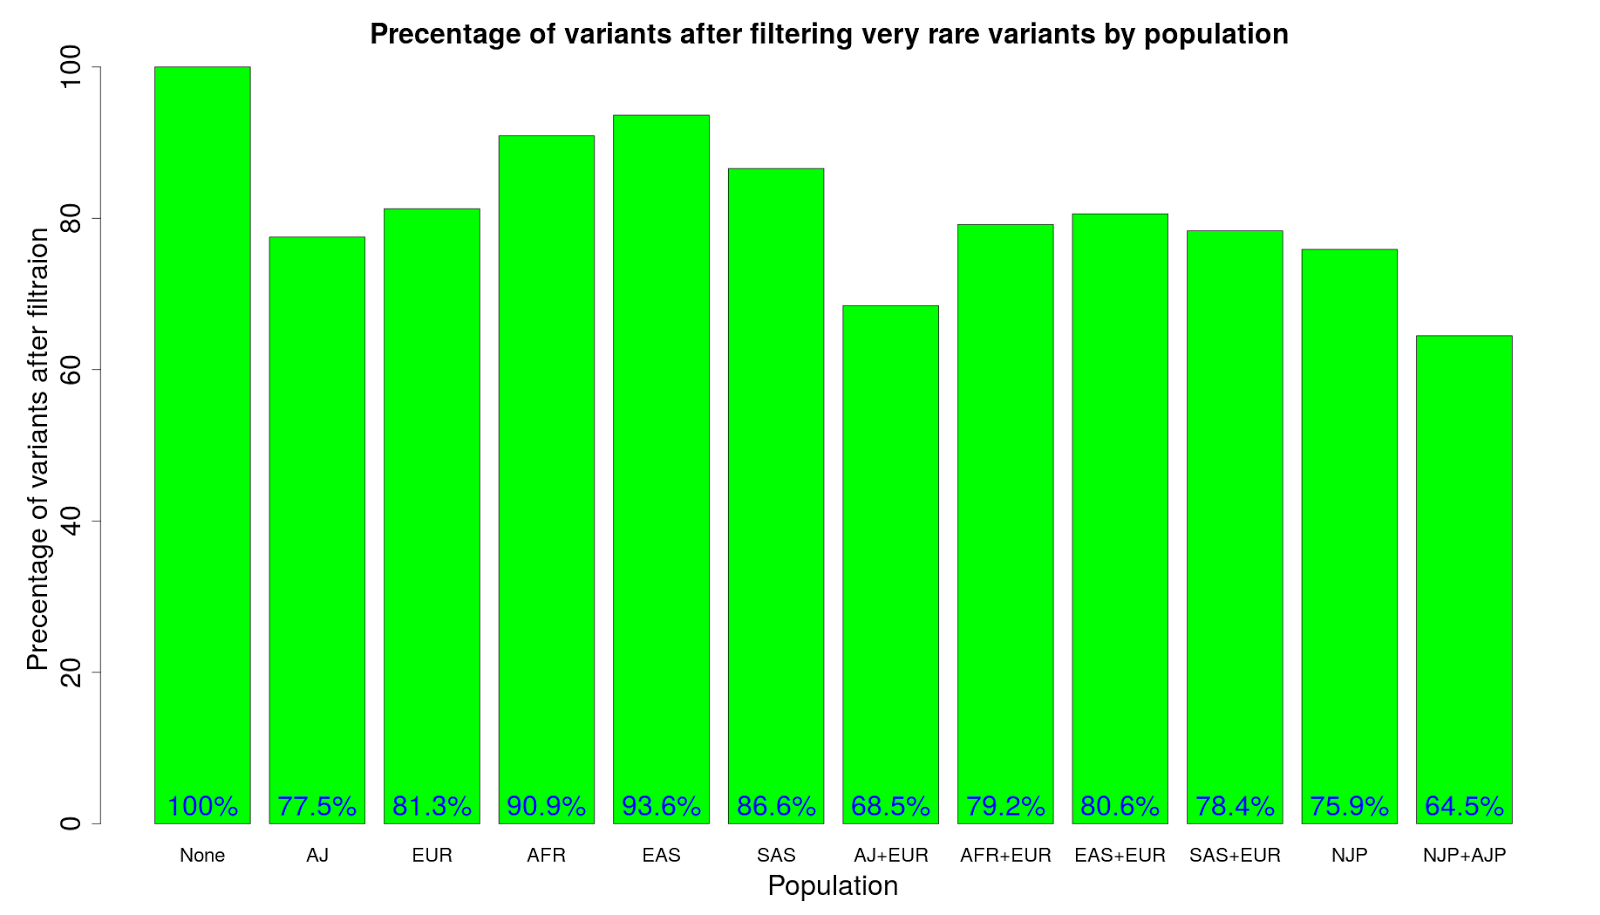 Precentage of variants after filtering very rare variants by population
Precentage of variants after filtraion
100
80
60
40
20
0
100% 77.5% 81.3% 90.9% 93.6% 86.6% 68.5% 79.2% 80.6% 78.4% 75.9% 64.5%
None AJ EUR AFR EAS SAS AJ+EUR AFR+EUR EAS+EUR SAS+EUR NJP NJP+AJP
Population